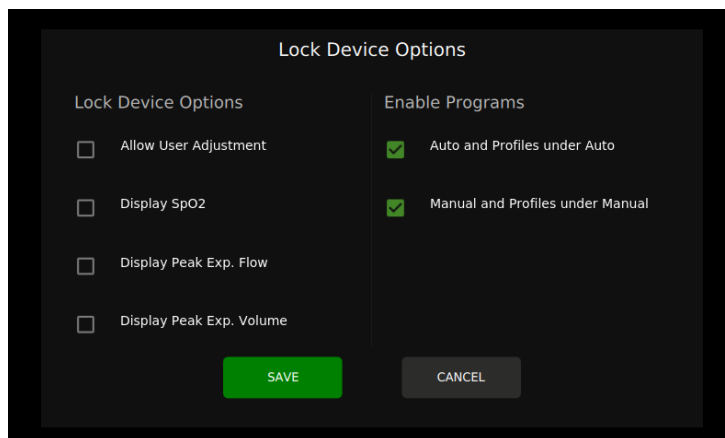 Lock Device Options
Lock Device Options
Allow User Adjustment
Display SpO2
Display Peak Exp. Flow
Display Peak Exp. Volume
Enable Programs
Auto and Profiles under Auto
Manual and Profiles under Manual
SAVE
CANCEL